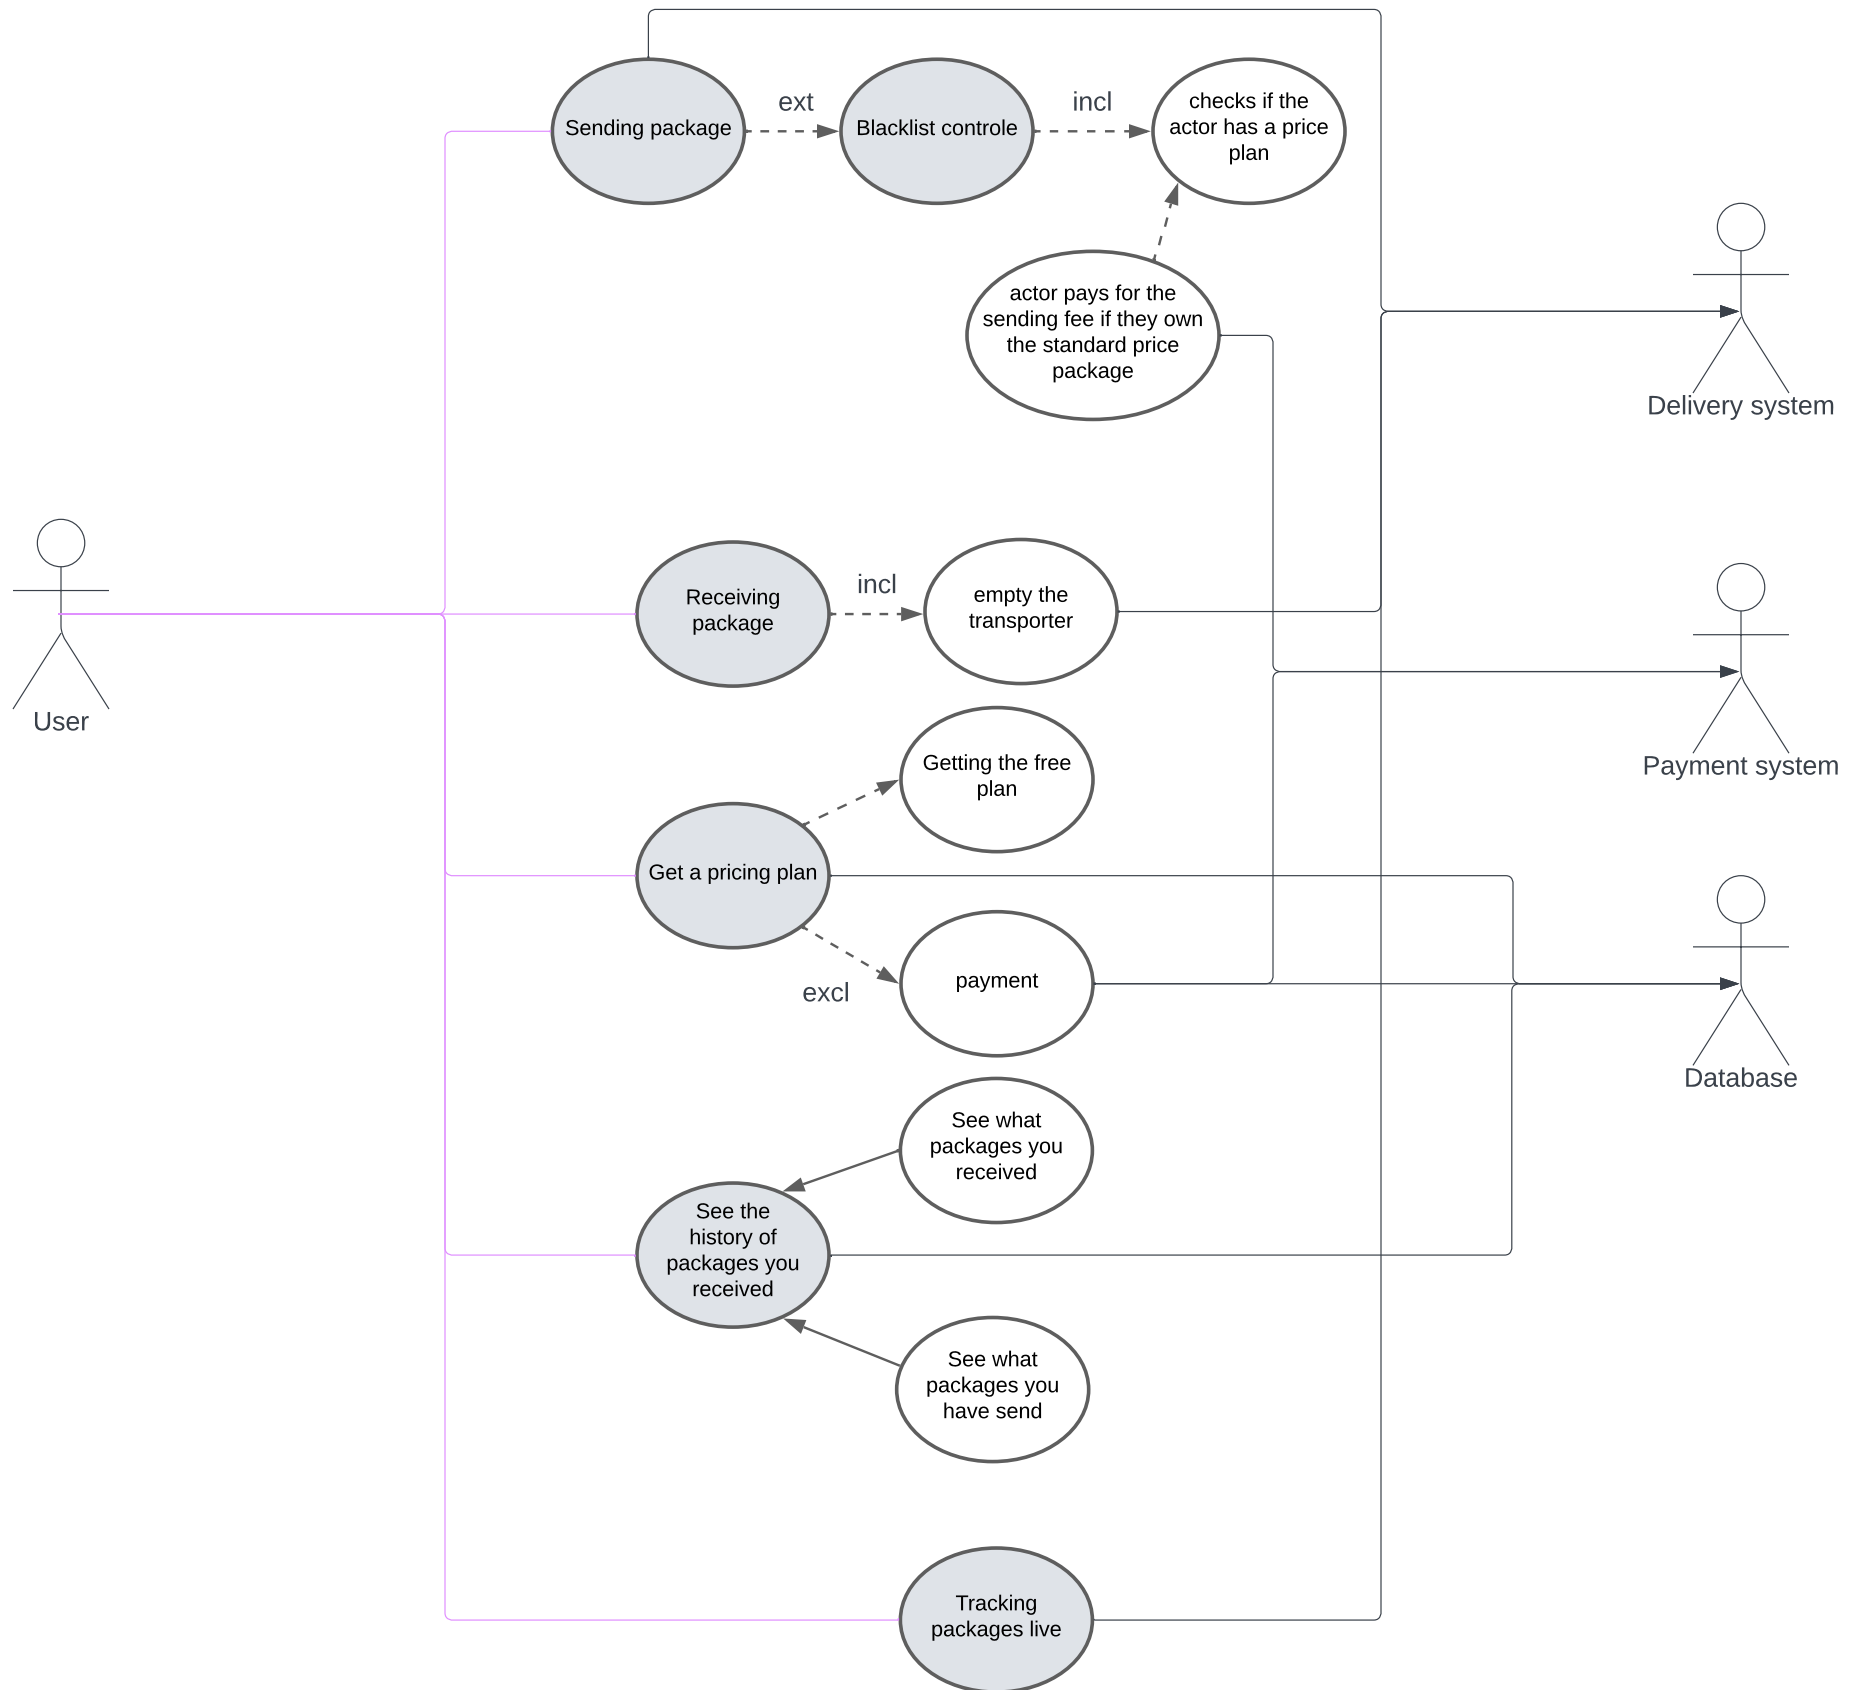 ext
incl
Sending package
Blacklist controle
checks if the
actor has a price
plan
actor pays for the
sending fee if they own
the standard price
package
Delivery system
User
Receiving
package
incl
empty the
transporter
Payment system
Getting the free
plan
Get a pricing plan
excl
payment
Database
See what
packages you
received
See the
history of
packages you
received
See what
packages you
have send
Tracking
packages live